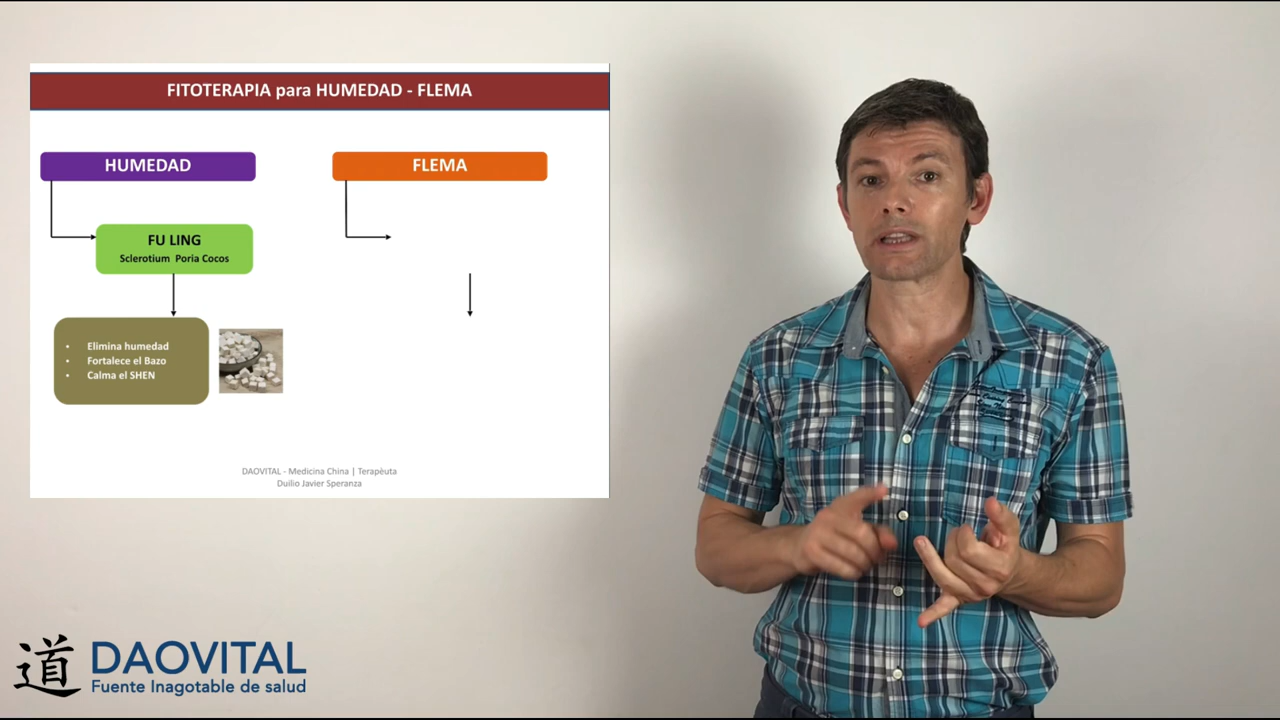 FITOTERAPIA para HUMEDAD - FLEMA
HUMEDAD
FLEMA
FU LING
Sclerotium Poria Cocos
• Elimina humedad
• Fortalece el Bazo
• Calma el SHEN
DAOVITAL - Medicina China | Terapèuta
Duilio Javier Speranza
道 DAOVITAL
Fuente Inagotable de salud